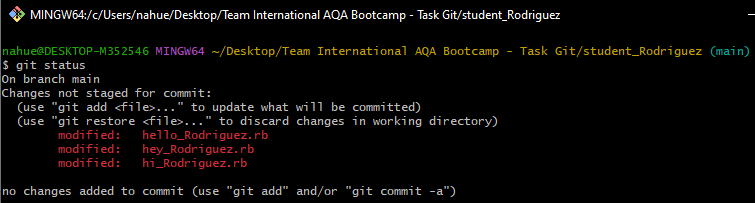 MINGW64:/c/Users/nahue/Desktop/Team International AQA Bootcamp - Task Git/student_Rodriguez
nahue@DESKTOP-M352546 MINGW64 ~/Desktop/Team International AQA Bootcamp - Task Git/student_Rodriguez (main)
$ git status
On branch main
Changes not staged for commit:
  (use "git add <file>..." to update what will be committed)
  (use "git restore <file>..." to discard changes in working directory)
        modified:   hello_Rodriguez.rb
        modified:   hey_Rodriguez.rb
        modified:   hi_Rodriguez.rb
no changes added to commit (use "git add" and/or "git commit -a")